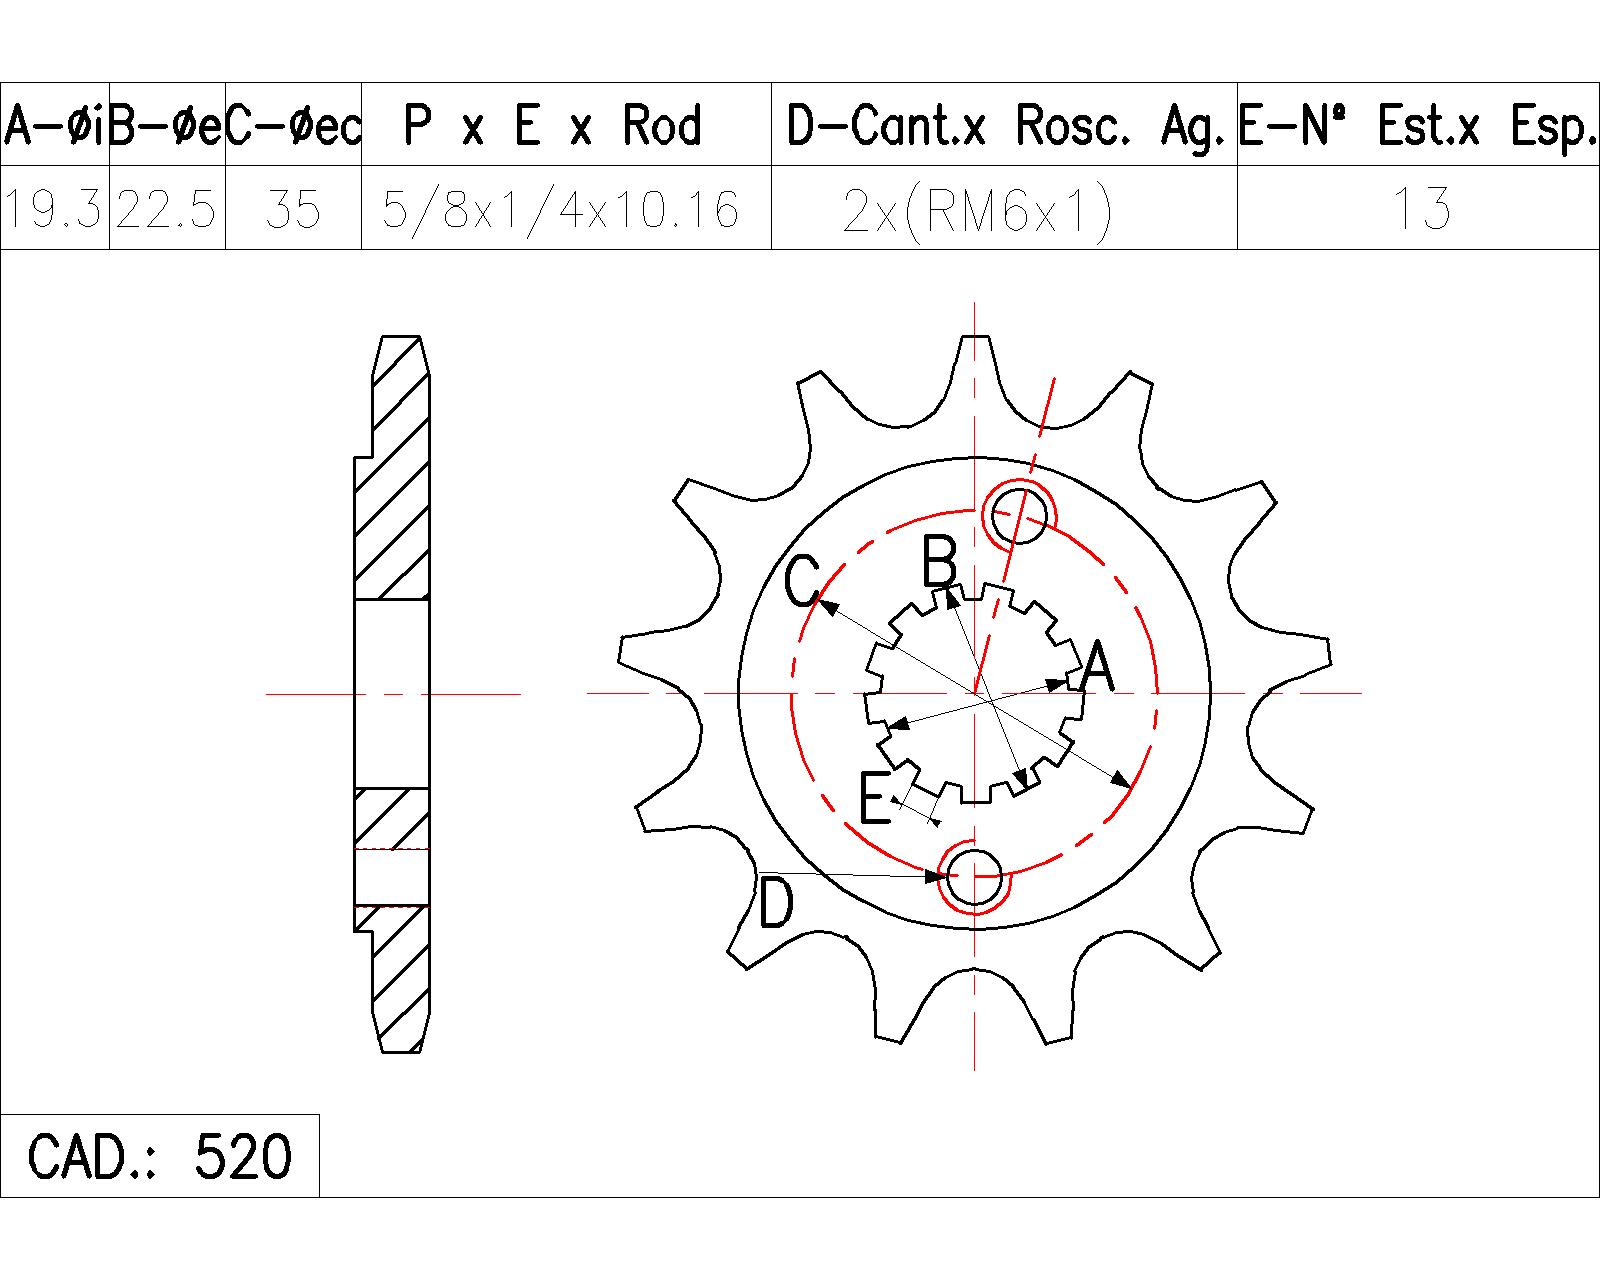 A-øi B-øe C-øec P x E x Rod D-Cant.x Rosc. Ag. E-Nº Est.x Esp.
19.3 22.5 35 5/8x1/4x10.16 2x(RM6x1) 13
B
C
A
E
D
CAD.: 520